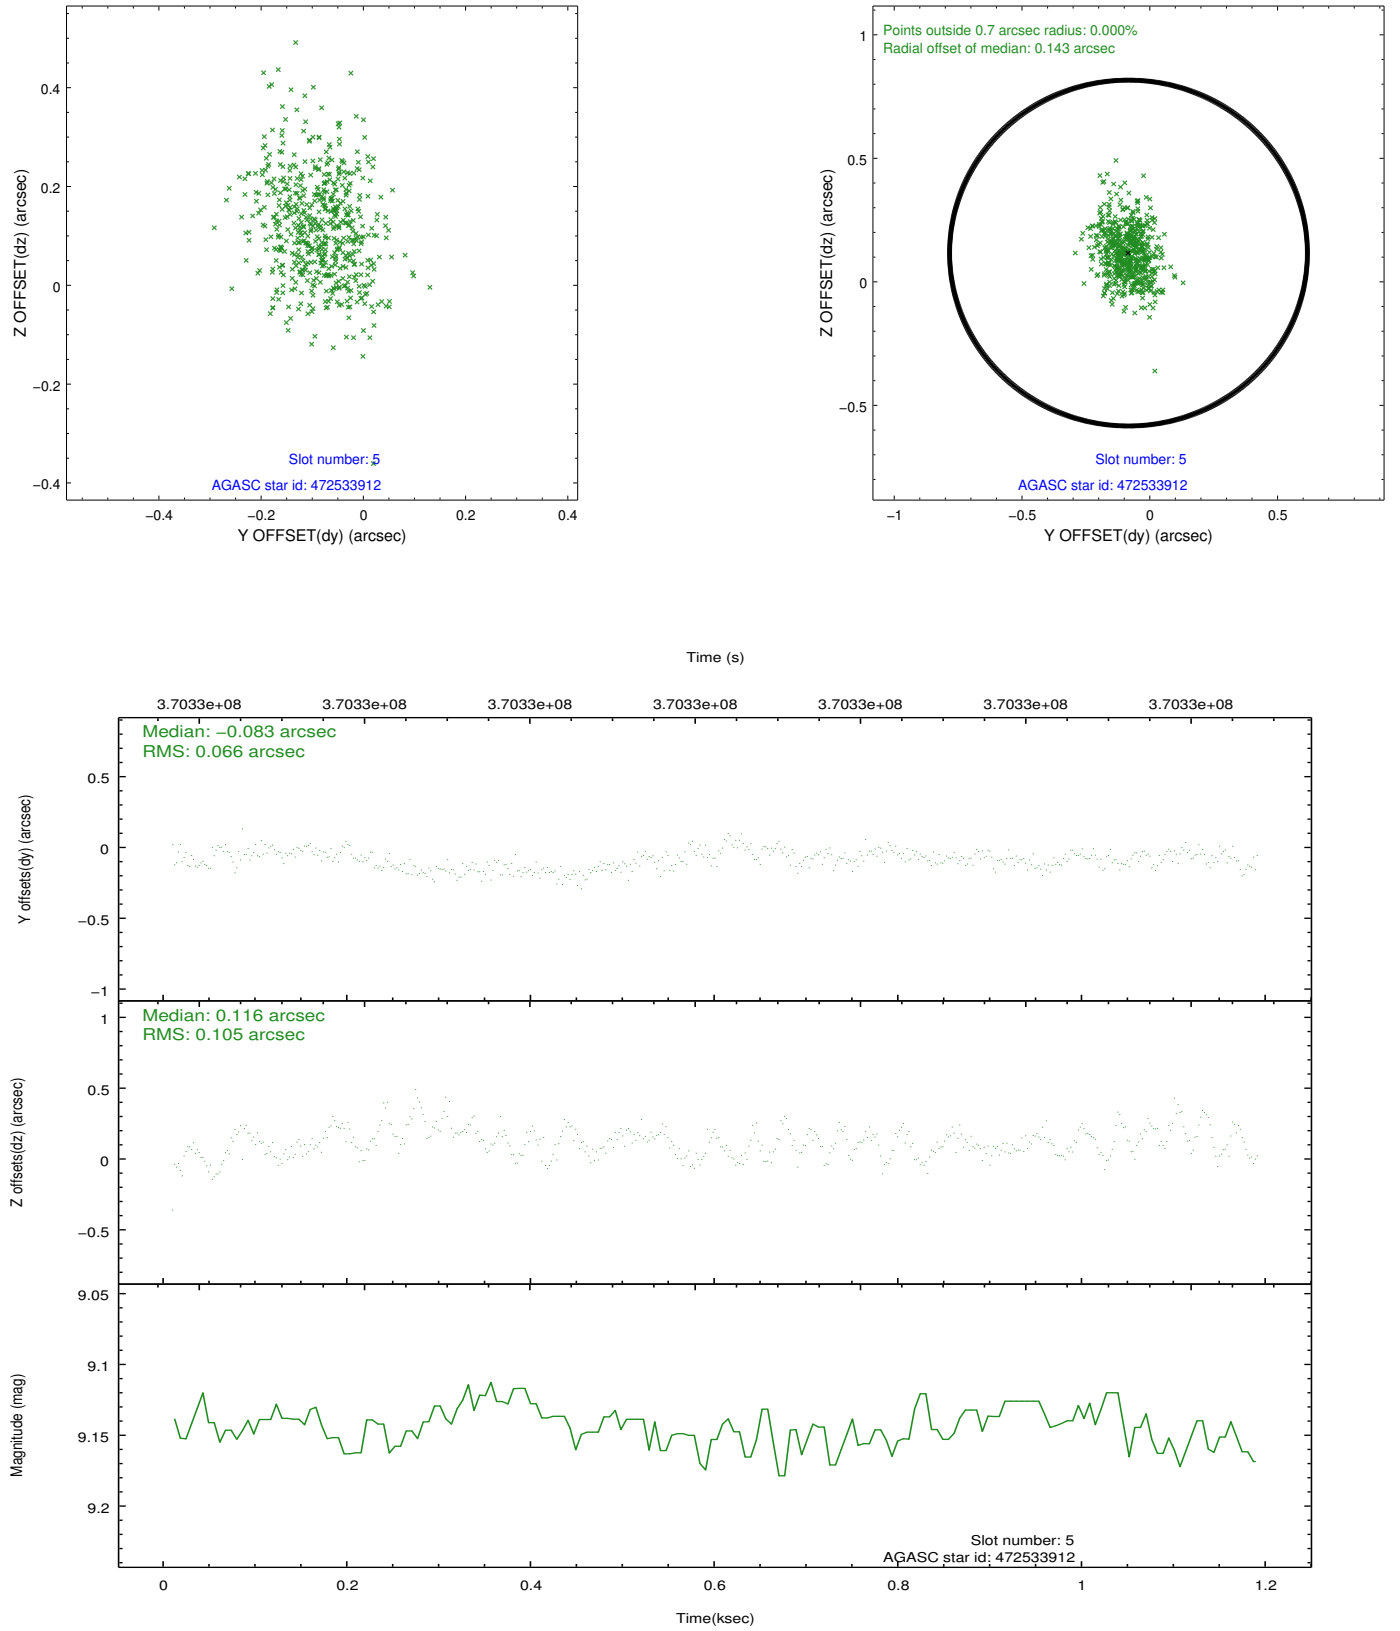 0.4
0.2
0
−0.2
−0.4
Z OFFSET(dz) (arcsec)
Slot number: 5
AGASC star id: 472533912
−0.4
−0.2
0
0.2
0.4
Y OFFSET(dy) (arcsec)
Points outside 0.7 arcsec radius: 0.000%
Radial offset of median: 0.143 arcsec
1
0.5
0
−0.5
Z OFFSET(dz) (arcsec)
Slot number: 5
AGASC star id: 472533912
−1
−0.5
0
0.5
Y OFFSET(dy) (arcsec)
Time (s)
3.7033e+08
3.7033e+08
3.7033e+08
3.7033e+08
3.7033e+08
3.7033e+08
3.7033e+08
Median: −0.083 arcsec
RMS: 0.066 arcsec
0.5
0
−0.5
−1
Y offsets(dy) (arcsec)
Median: 0.116 arcsec
RMS: 0.105 arcsec
1
0.5
0
−0.5
Z offsets(dz) (arcsec)
9.05
9.1
9.15
9.2
Magnitude (mag)
Slot number: 5
AGASC star id: 472533912
0
0.2
0.4
0.6
0.8
1
1.2
Time(ksec)